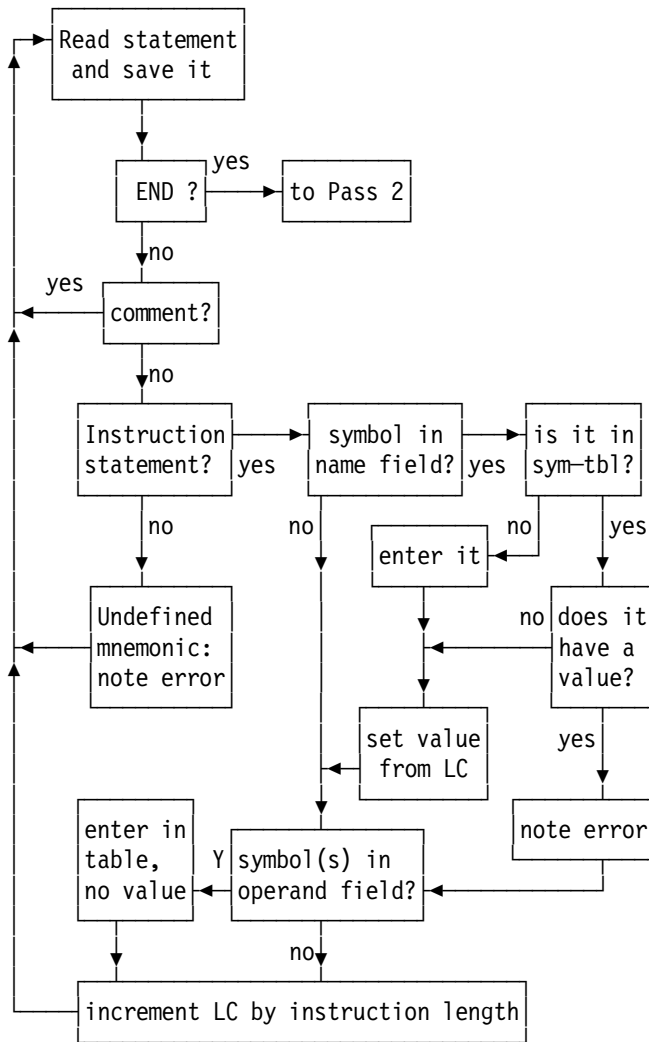 Read statement
and save it
yes
END ?
to Pass 2
no
yes
comment?
no
Instruction
statement?
yes
symbol in
name field?
yes
is it in
sym-tbl?
no
no
no
yes
enter it
Undefined
mnemonic:
note error
no
does it
have a
value?
set value
from LC
yes
enter in
table,
no value
Y
symbol(s) in
operand field?
note error
no
increment LC by instruction length